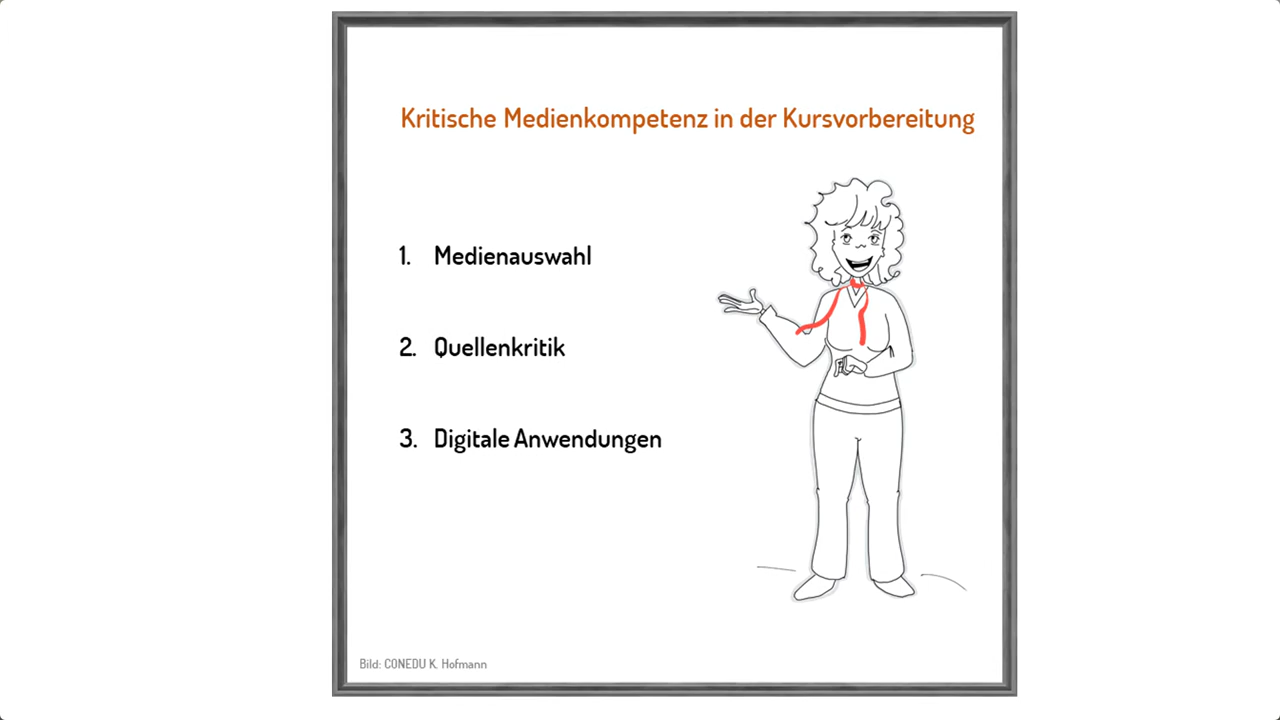 Kritische Medienkompetenz in der Kursvorbereitung
1. Medienauswahl
2. Quellenkritik
3. Digitale Anwendungen
Bild: CONEDU K. Hofmann